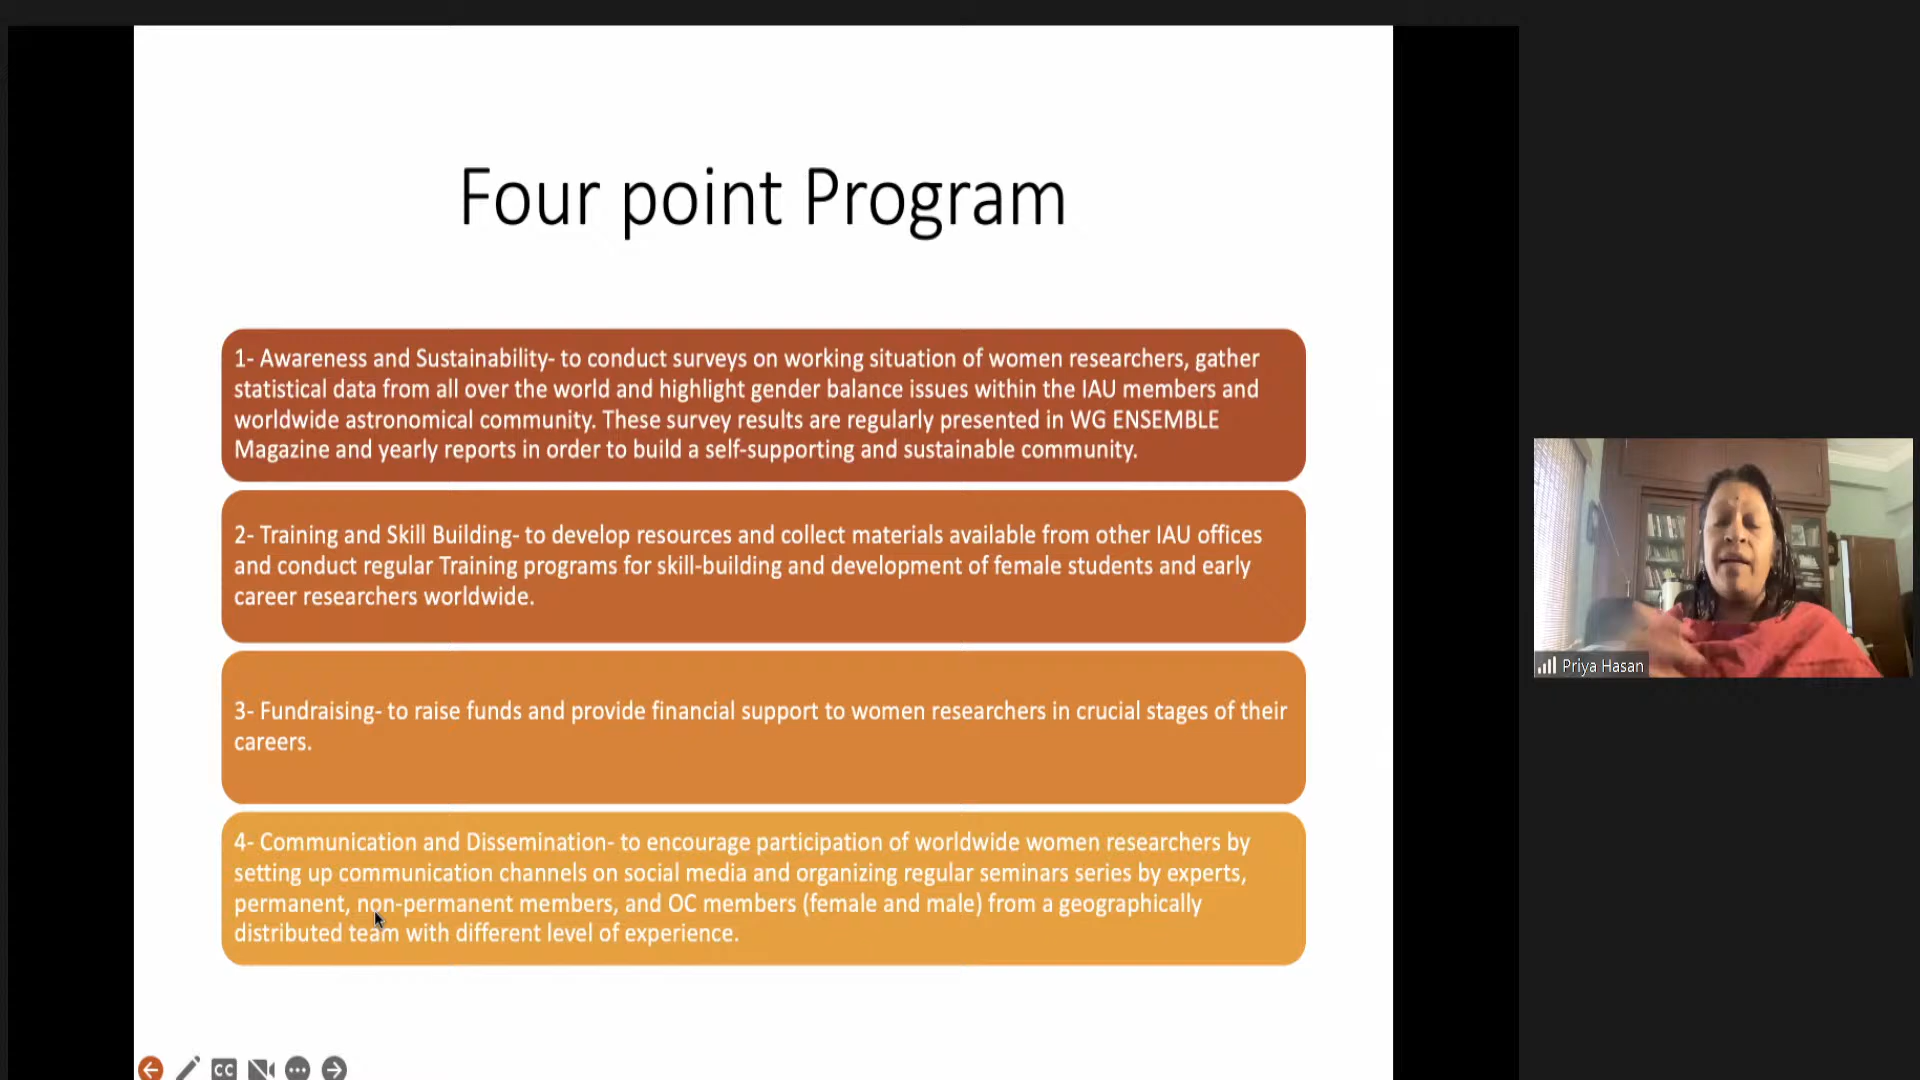 Four point Program
1- Awareness and Sustainability- to conduct surveys on working situation of women researchers, gather
statistical data from all over the world and highlight gender balance issues within the IAU members and
worldwide astronomical community. These survey results are regularly presented in WG ENSEMBLE
Magazine and yearly reports in order to build a self-supporting and sustainable community.
2- Training and Skill Building- to develop resources and collect materials available from other IAU offices
and conduct regular Training programs for skill-building and development of female students and early
career researchers worldwide.
3- Fundraising- to raise funds and provide financial support to women researchers in crucial stages of their
careers.
4- Communication and Dissemination- to encourage participation of worldwide women researchers by
setting up communication channels on social media and organizing regular seminars series by experts,
permanent, non-permanent members, and OC members (female and male) from a geographically
distributed team with different level of experience.
CC
Priya Hasan